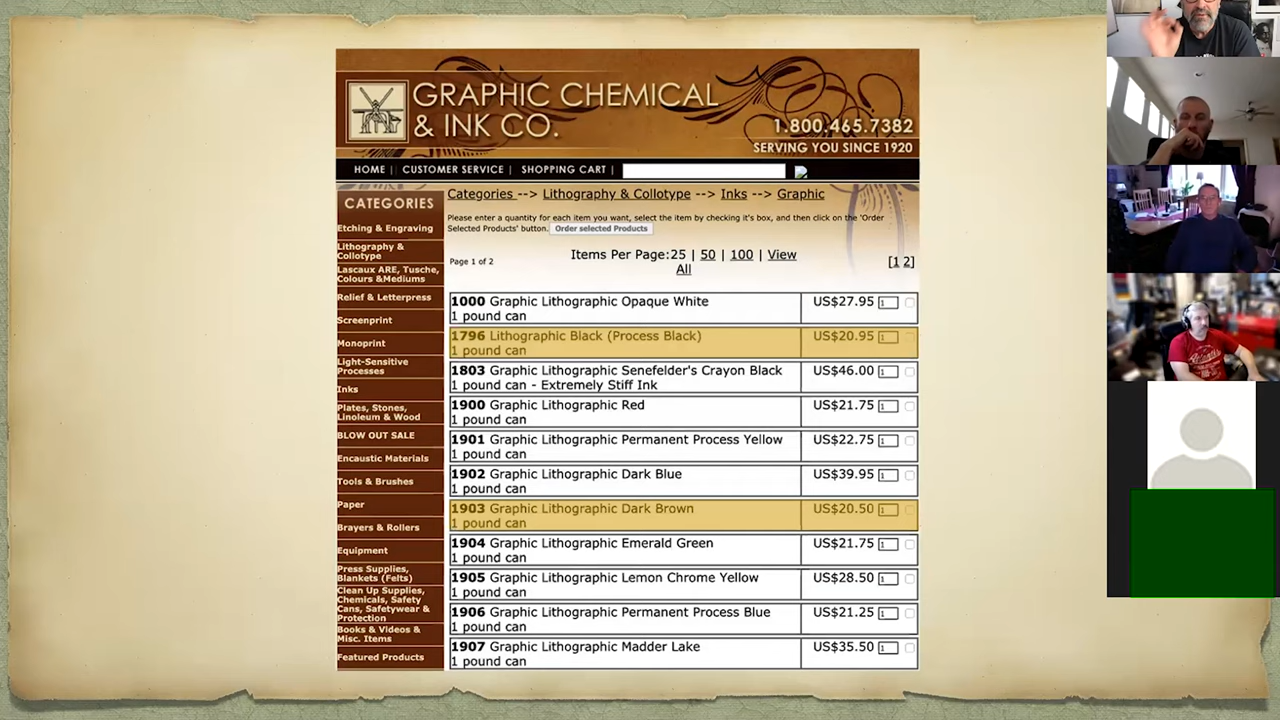 GRAPHIC CHEMICAL
& INK CO.
1.800.465.7382
SERVING YOU SINCE 1920
HOME | CUSTOMER SERVICE | SHOPPING CART |
CATEGORIES
Etching & Engraving
Lithography &
Collotype
Lascaux ARE, Tusche,
Colours &Mediums
Relief & Letterpress
Screenprint
Monoprint
Light-Sensitive
Processes
Inks
Plates, Stones,
Linoleum & Wood
BLOW OUT SALE
Encaustic Materials
Tools & Brushes
Paper
Brayers & Rollers
Equipment
Press Supplies,
Blankets (Felts)
Clean Up Supplies,
Chemicals, Safety
Cans, Safetywear &
Protection
Books & Videos &
Misc. Items
Featured Products
Categories --> Lithography & Collotype --> Inks --> Graphic
Please enter a quantity for each item you want, select the item by checking it's box, and then click on the 'Order
Selected Products' button. Order selected Products
Page 1 of 2
Items Per Page:25 | 50 | 100 | View
All
[1 2]
1000 Graphic Lithographic Opaque White US$27.95 1
1 pound can
1796 Lithographic Black (Process Black) US$20.95 1
1 pound can
1803 Graphic Lithographic Senefelder's Crayon Black US$46.00 1
1 pound can - Extremely Stiff Ink
1900 Graphic Lithographic Red US$21.75 1
1 pound can
1901 Graphic Lithographic Permanent Process Yellow US$22.75 1
1 pound can
1902 Graphic Lithographic Dark Blue US$39.95 1
1 pound can
1903 Graphic Lithographic Dark Brown US$20.50 1
1 pound can
1904 Graphic Lithographic Emerald Green US$21.75 1
1 pound can
1905 Graphic Lithographic Lemon Chrome Yellow US$28.50 1
1 pound can
1906 Graphic Lithographic Permanent Process Blue US$21.25 1
1 pound can
1907 Graphic Lithographic Madder Lake US$35.50 1
1 pound can